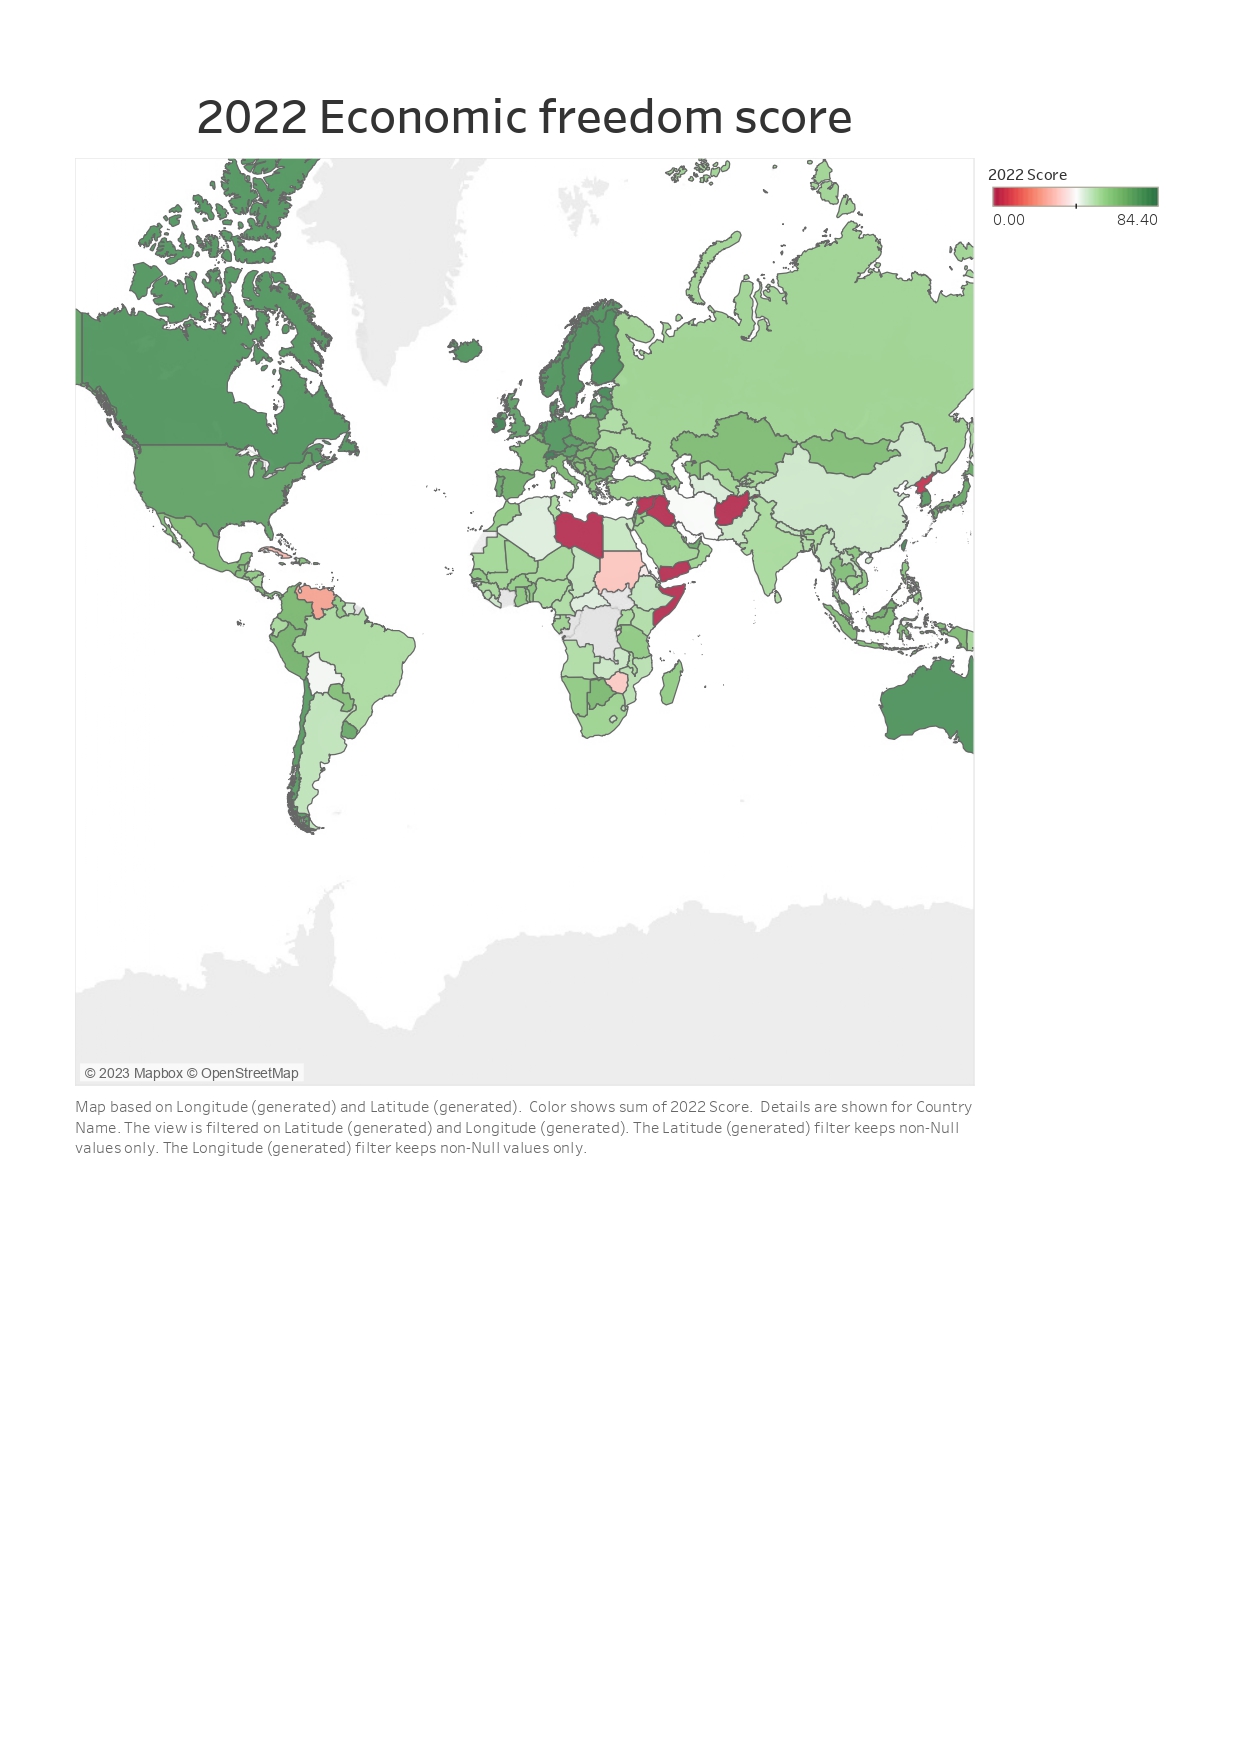 2022 Economic freedom score
2022 Score
0.00 84.40
© 2023 Mapbox © OpenStreetMap
Map based on Longitude (generated) and Latitude (generated).  Color shows sum of 2022 Score.  Details are shown for Country
Name. The view is filtered on Latitude (generated) and Longitude (generated). The Latitude (generated) filter keeps non-Null
values only. The Longitude (generated) filter keeps non-Null values only.